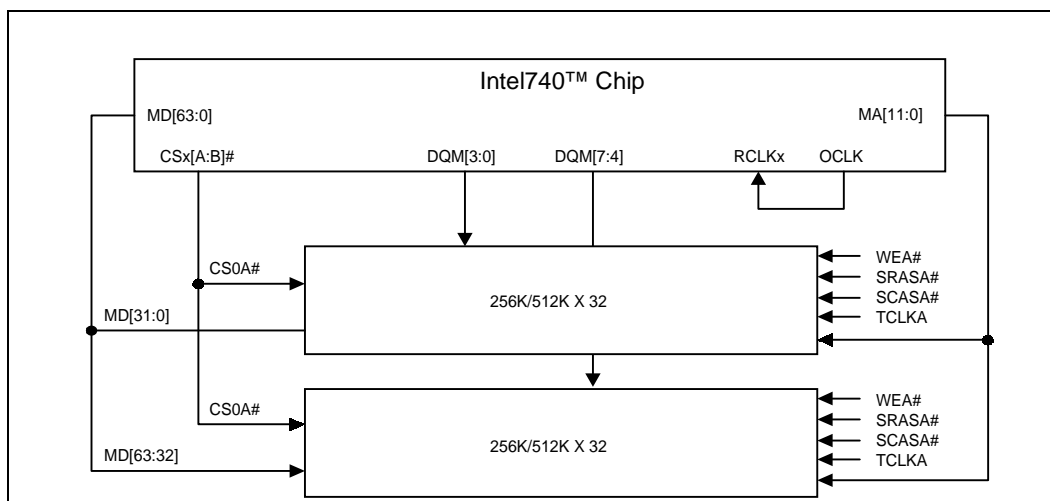 Intel740™ Chip
MD[63:0]
MA[11:0]
CSx[A:B]#
DQM[3:0]
DQM[7:4]
RCLKx
OCLK
CS0A#
256K/512K X 32
WEA#
SRASA#
SCASA#
TCLKA
MD[31:0]
CS0A#
256K/512K X 32
WEA#
SRASA#
SCASA#
TCLKA
MD[63:32]